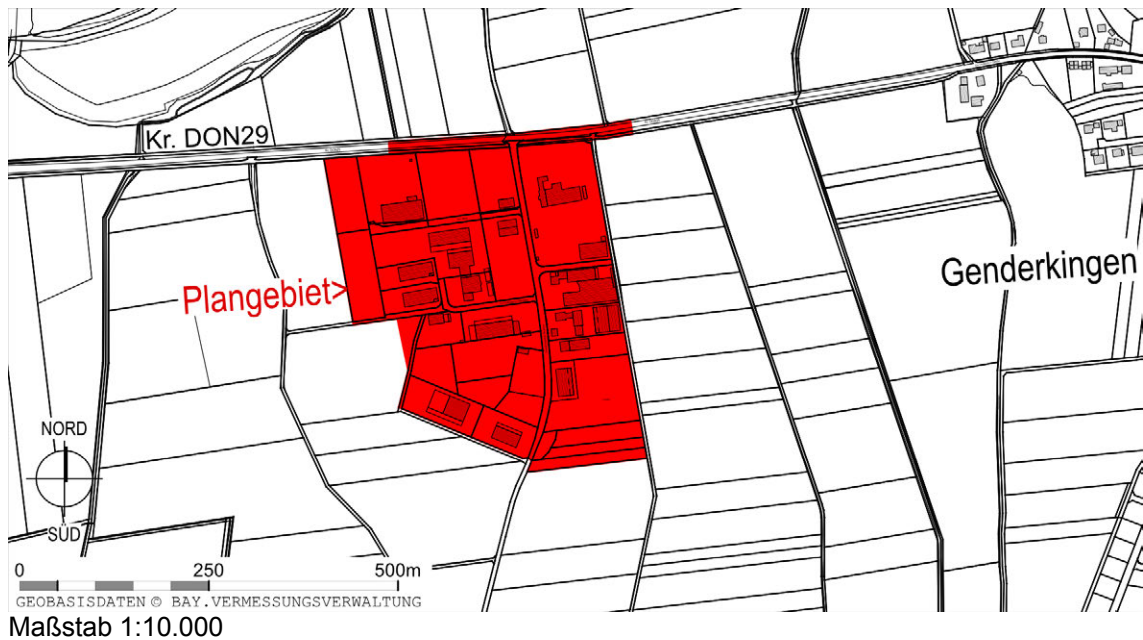 Kr. DON29
Plangebiet>
Genderkingen
NORD
SÜD
0 250 500m
GEOBASISDATEN © BAY.VERMESSUNGSVERWALTUNG
Maßstab 1:10.000